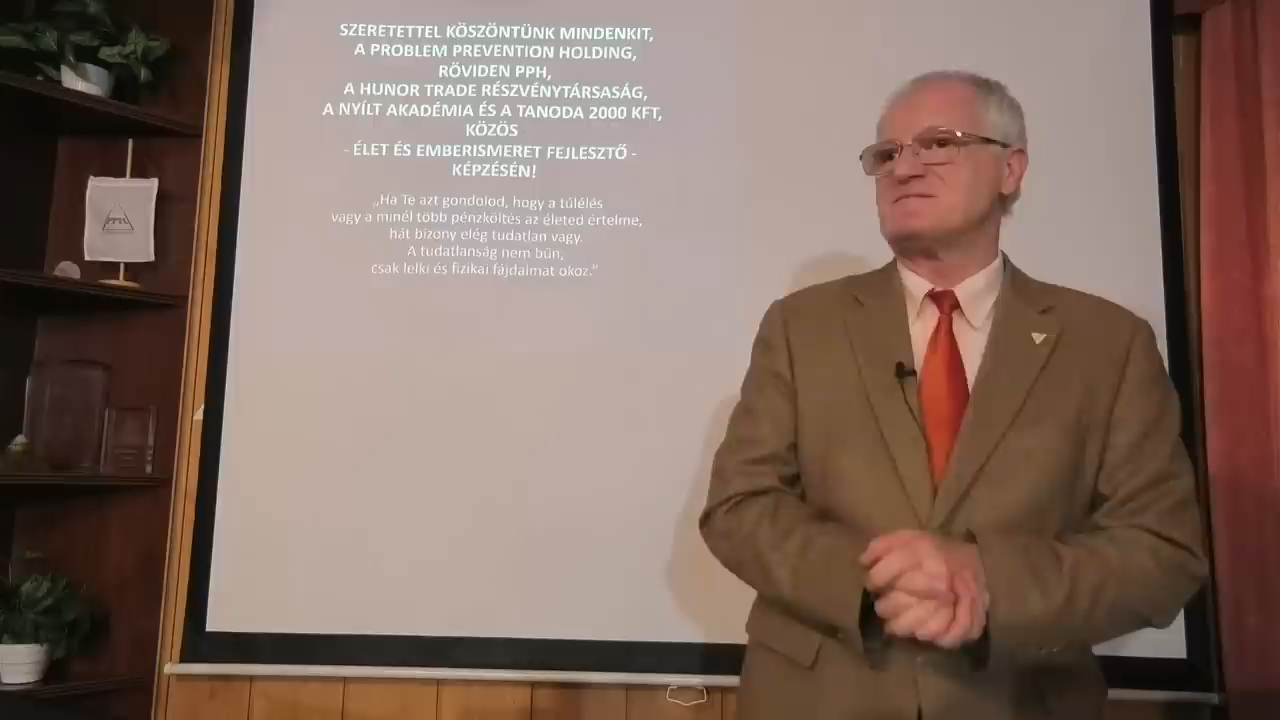 SZERETETTEL KÖSZÖNTÜNK MINDENKIT,
A PROBLEM PREVENTION HOLDING,
RÖVIDEN PPH,
A HUNOR TRADE RÉSZVÉNYTÁRSASÁG,
A NYÍLT AKADÉMIA ÉS A TANODA 2000 KFT,
KÖZÖS
- ÉLET ÉS EMBERISMERET FEJLESZTŐ -
KÉPZÉSÉN!
„Ha Te azt gondolod, hogy a túlélés
vagy a minél több pénzköltés az életed értelme,
hát bizony elég tudatlan vagy.
A tudatlanság nem bűn,
csak lelki és fizikai fájdalmat okoz.”